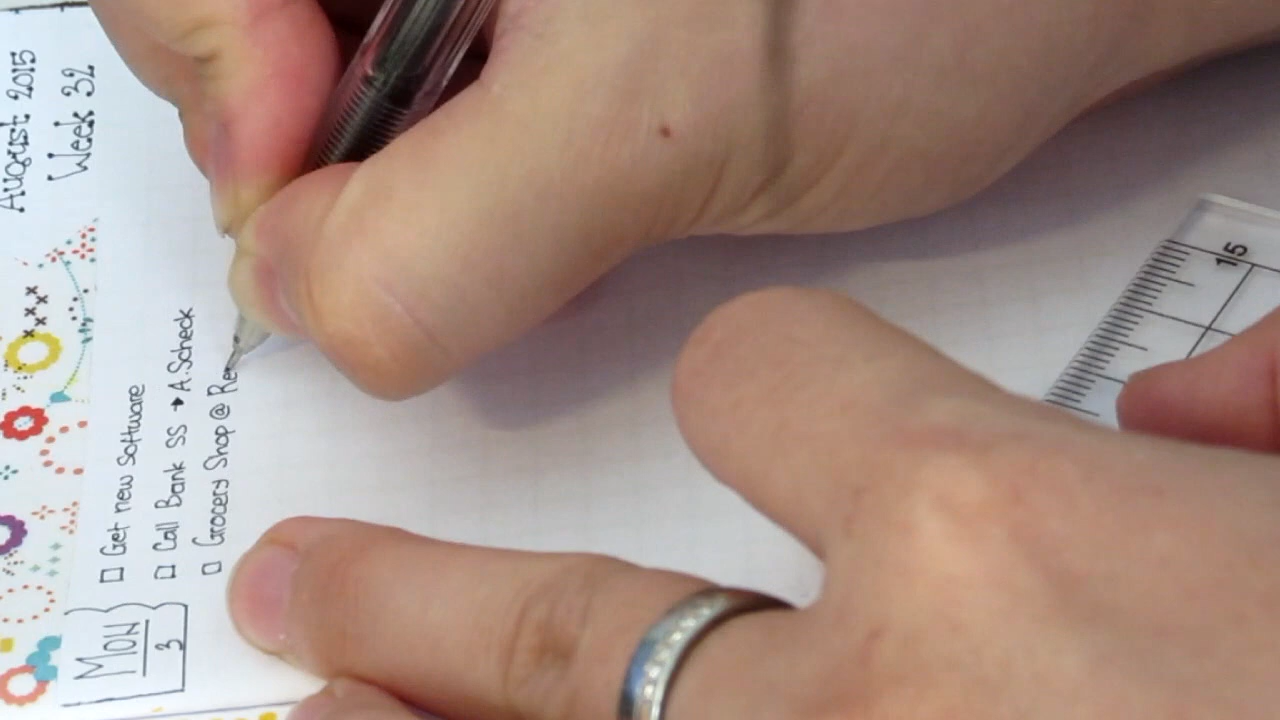 August 2015
Week 32
Mon
3
□ Get new software
□ Call Bank SS → A.Scheck
□ Grocery Shop @
15